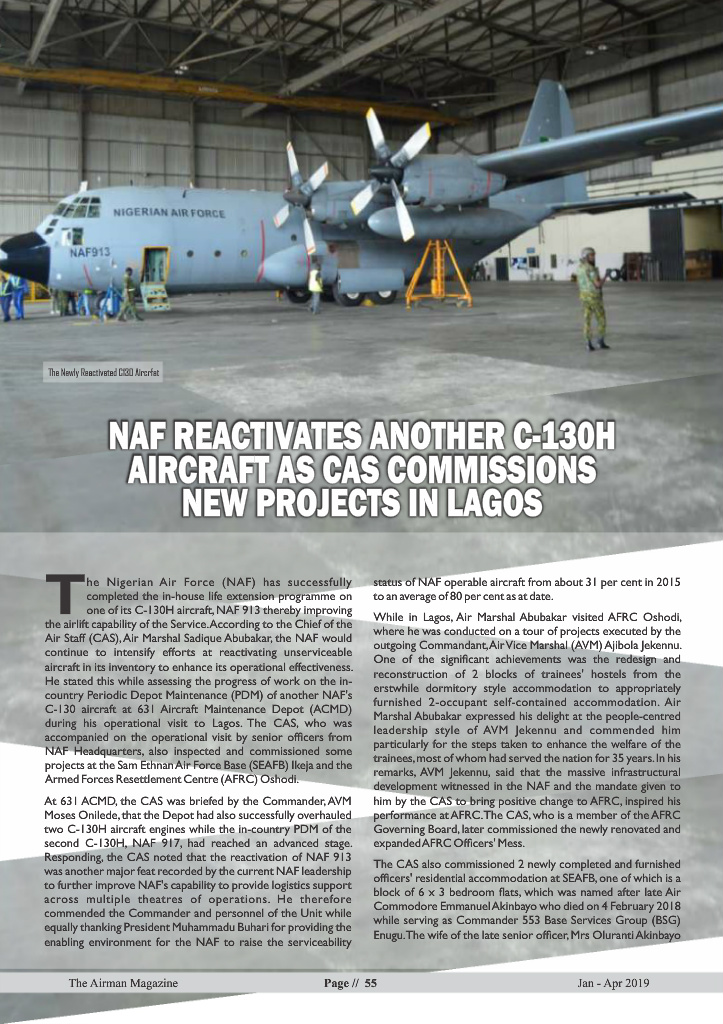 NIGERIAN AIR FORCE
NAF913
The Newly Reactivated C130 Aircrfat
NAF REACTIVATES ANOTHER C-130H
AIRCRAFT AS CAS COMMISSIONS
NEW PROJECTS IN LAGOS
The Nigerian Air Force (NAF) has successfully
completed the in-house life extension programme on
one of its C-130H aircraft, NAF 913 thereby improving
the airlift capability of the Service. According to the Chief of the
Air Staff (CAS), Air Marshal Sadique Abubakar, the NAF would
continue to intensify efforts at reactivating unserviceable
aircraft in its inventory to enhance its operational effectiveness.
He stated this while assessing the progress of work on the in-
country Periodic Depot Maintenance (PDM) of another NAF's
C-130 aircraft at 631 Aircraft Maintenance Depot (ACMD)
during his operational visit to Lagos. The CAS, who was
accompanied on the operational visit by senior officers from
NAF Headquarters, also inspected and commissioned some
projects at the Sam Ethnan Air Force Base (SEAFB) Ikeja and the
Armed Forces Resettlement Centre (AFRC) Oshodi.
At 631 ACMD, the CAS was briefed by the Commander, AVM
Moses Onilede, that the Depot had also successfully overhauled
two C-130H aircraft engines while the in-country PDM of the
second C-130H, NAF 917, had reached an advanced stage.
Responding, the CAS noted that the reactivation of NAF 913
was another major feat recorded by the current NAF leadership
to further improve NAF's capability to provide logistics support
across multiple theatres of operations. He therefore
commended the Commander and personnel of the Unit while
equally thanking President Muhammadu Buhari for providing the
enabling environment for the NAF to raise the serviceability
status of NAF operable aircraft from about 31 per cent in 2015
to an average of 80 per cent as at date.
While in Lagos, Air Marshal Abubakar visited AFRC Oshodi,
where he was conducted on a tour of projects executed by the
outgoing Commandant, Air Vice Marshal (AVM) Ajibola Jekennu.
One of the significant achievements was the redesign and
reconstruction of 2 blocks of trainees' hostels from the
erstwhile dormitory style accommodation to appropriately
furnished 2-occupant self-contained accommodation. Air
Marshal Abubakar expressed his delight at the people-centred
leadership style of AVM Jekennu and commended him
particularly for the steps taken to enhance the welfare of the
trainees, most of whom had served the nation for 35 years. In his
remarks, AVM Jekennu, said that the massive infrastructural
development witnessed in the NAF and the mandate given to
him by the CAS to bring positive change to AFRC, inspired his
performance at AFRC. The CAS, who is a member of the AFRC
Governing Board, later commissioned the newly renovated and
expanded AFRC Officers' Mess.
The CAS also commissioned 2 newly completed and furnished
officers' residential accommodation at SEAFB, one of which is a
block of 6 x 3 bedroom flats, which was named after late Air
Commodore Emmanuel Akinbayo who died on 4 February 2018
while serving as Commander 553 Base Services Group (BSG)
Enugu. The wife of the late senior officer, Mrs Oluranti Akinbayo
The Airman Magazine
Page // 55
Jan - Apr 2019